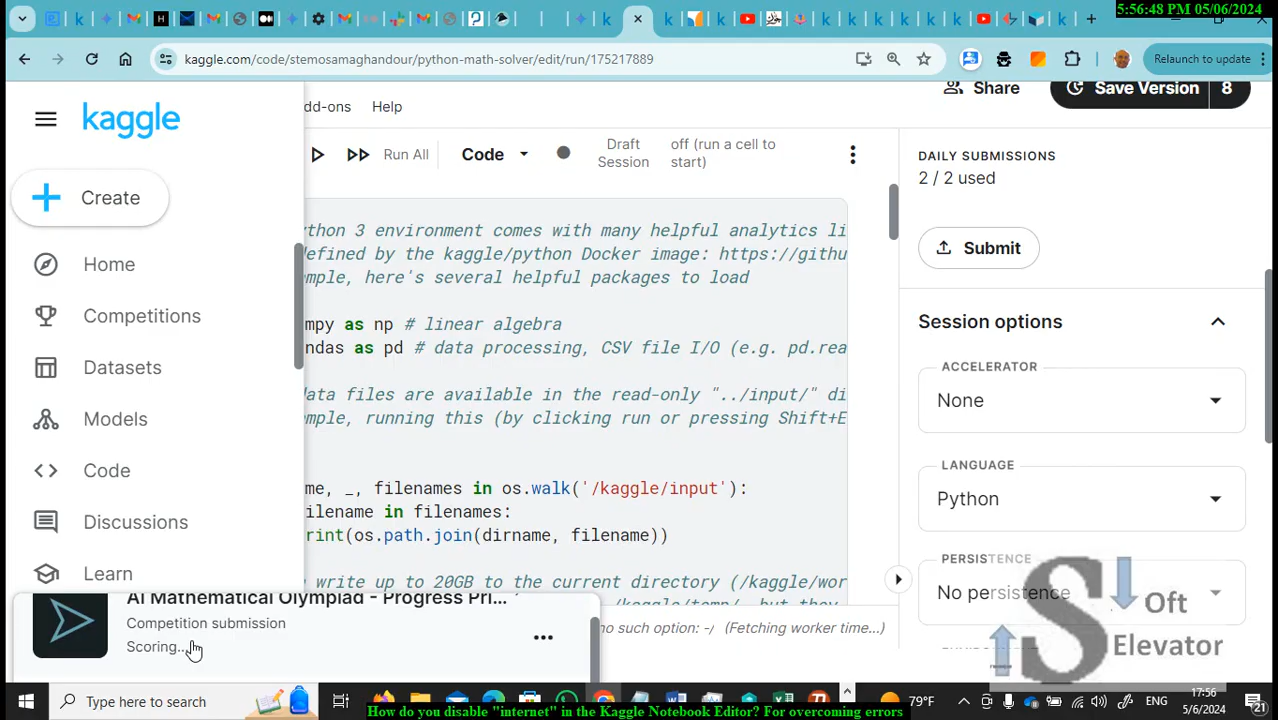 5:56:48 PM 05/06/2024
kaggle.com/code/stemosamaghandour/python-math-solver/edit/run/175217889
Relaunch to update
kaggle
dd-ons
Help
Share
Save Version
8
Run All
Code
Draft
Session
off (run a cell to
start)
DAILY SUBMISSIONS
2 / 2 used
Create
Submit
Home
Competitions
Datasets
Models
Code
Discussions
Learn
thon 3 environment comes with many helpful analytics li
efined by the kaggle/python Docker image: https://githu
mple, here's several helpful packages to load
mpy as np # linear algebra
ndas as pd # data processing, CSV file I/O (e.g. pd.rea
ata files are available in the read-only "../input/" di
mple, running this (by clicking run or pressing Shift+E
me, _, filenames in os.walk('/kaggle/input'):
ilename in filenames:
rint(os.path.join(dirname, filename))
write up to 20GB to the current directory (/kaggle/wor
/kaggle/temp/, but they
Session options
ACCELERATOR
None
LANGUAGE
Python
PERSISTENCE
No persistence
AI Mathematical Olympiad - Progress Pri...
Competition submission
Scoring...
no such option: -/
(Fetching worker time...)
S Oft
Elevator
Type here to search
79°F
ENG
17:56
5/6/2024
21
How do you disable "internet" in the Kaggle Notebook Editor? For overcoming errors